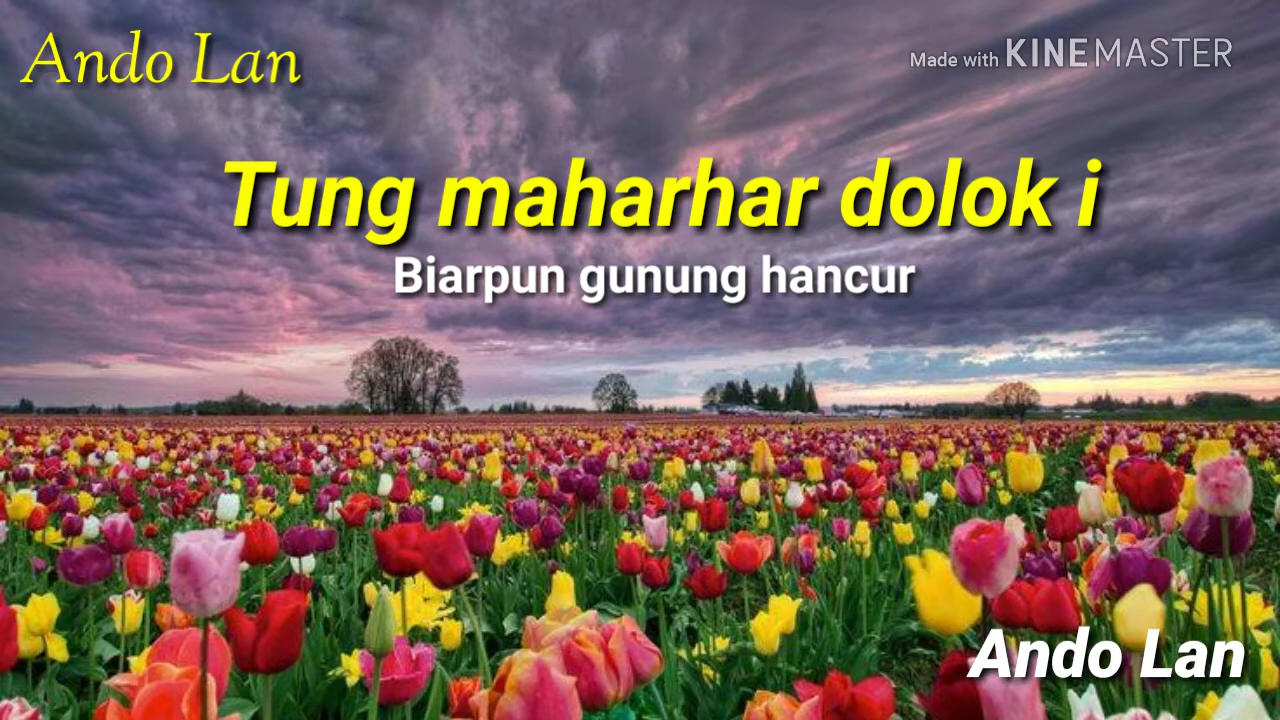 Ando Lan
Made with KINEMASTER
Tung maharhar dolok i
Biarpun gunung hancur
Ando Lan